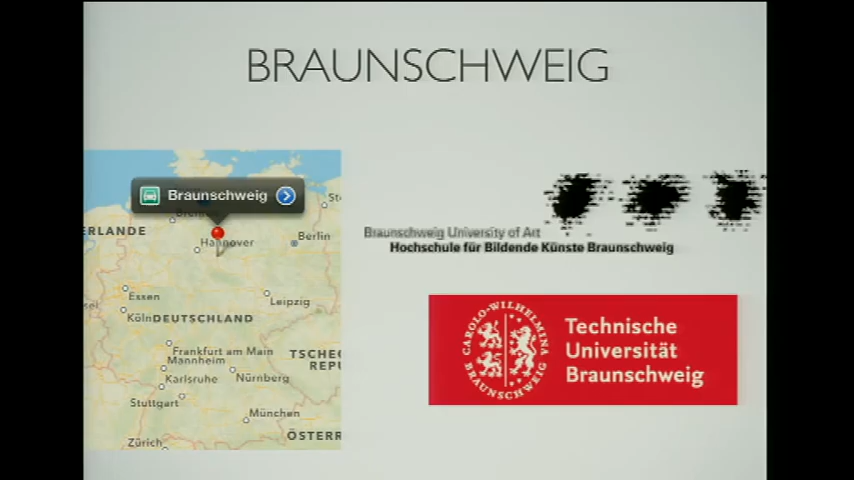 BRAUNSCHWEIG
Braunschweig
ERLANDE
Hannover
Berlin
Essen
Leipzig
Köln
DEUTSCHLAND
Frankfurt am Main
TSCHEC
REPU
Mannheim
Karlsruhe
Nürnberg
Stuttgart
München
ÖSTERR
Zürich
Braunschweig University of Art
Hochschule für Bildende Künste Braunschweig
CAROLO-WILHELMINA
BRAUNSCHWEIG
Technische
Universität
Braunschweig